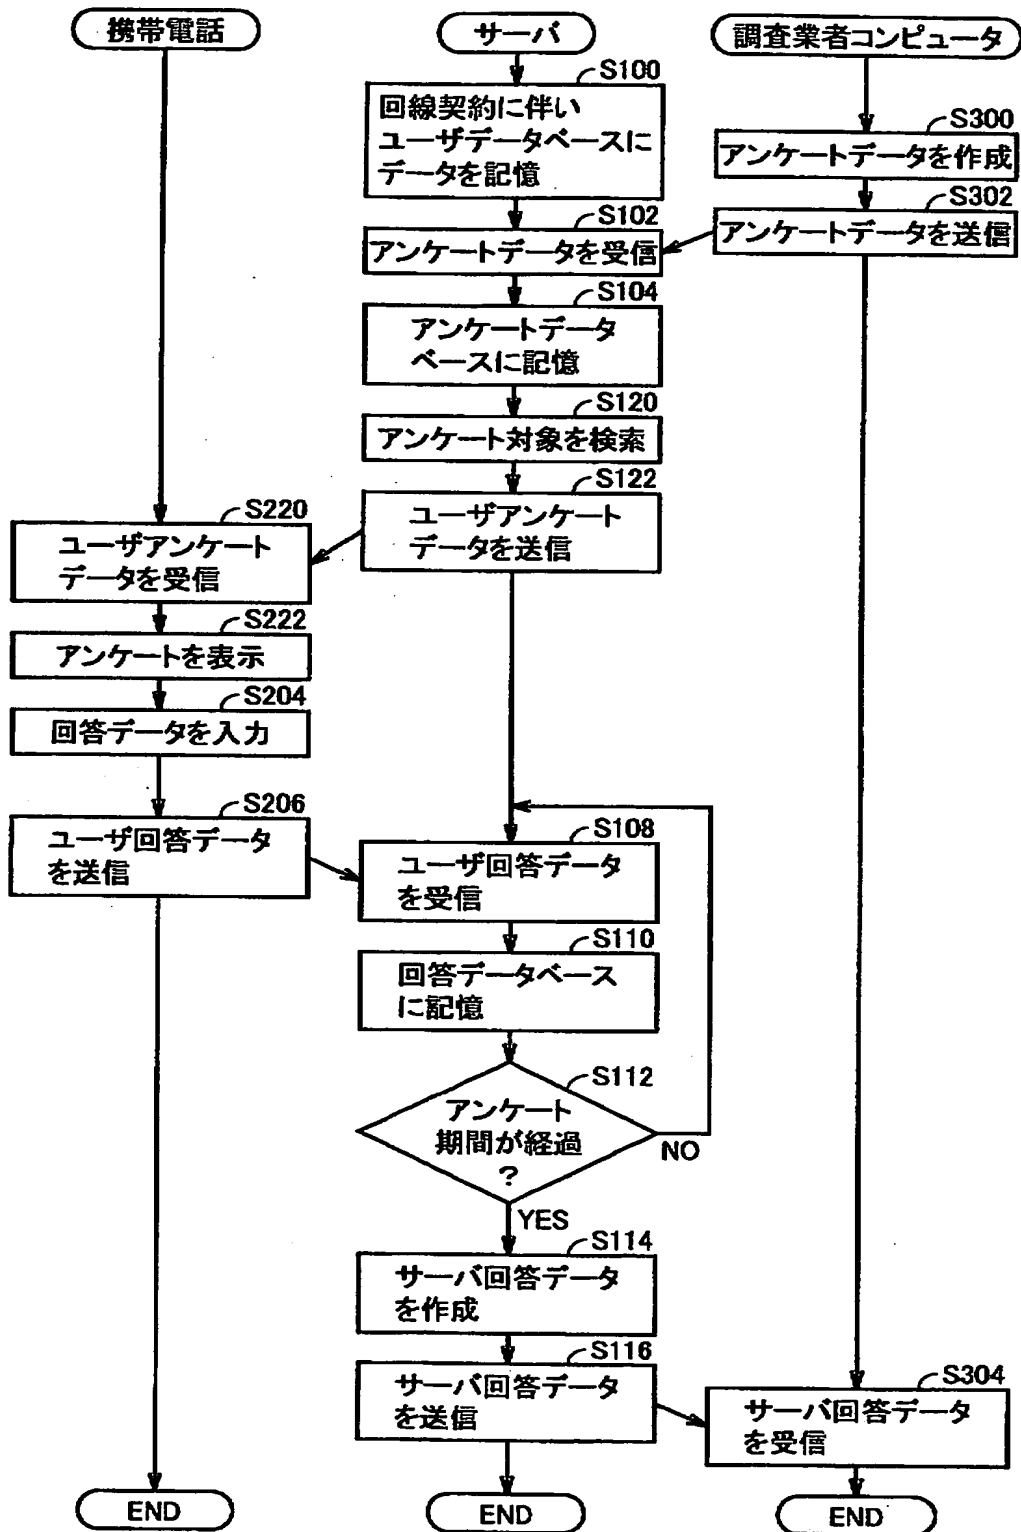 携帯電話
サーバ
調査業者コンピュータ
S100
回線契約に伴い
ユーザデータベースに
データを記憶
S300
アンケートデータを作成
S302
アンケートデータを送信
S102
アンケートデータを受信
S104
アンケートデータ
ベースに記憶
S120
アンケート対象を検索
S122
ユーザアンケート
データを送信
S220
ユーザアンケート
データを受信
S222
アンケートを表示
S204
回答データを入力
S206
ユーザ回答データ
を送信
S108
ユーザ回答データ
を受信
S110
回答データベース
に記憶
S112
アンケート
期間が経過
?
NO
YES
S114
サーバ回答データ
を作成
S116
サーバ回答データ
を送信
S304
サーバ回答データ
を受信
END
END
END